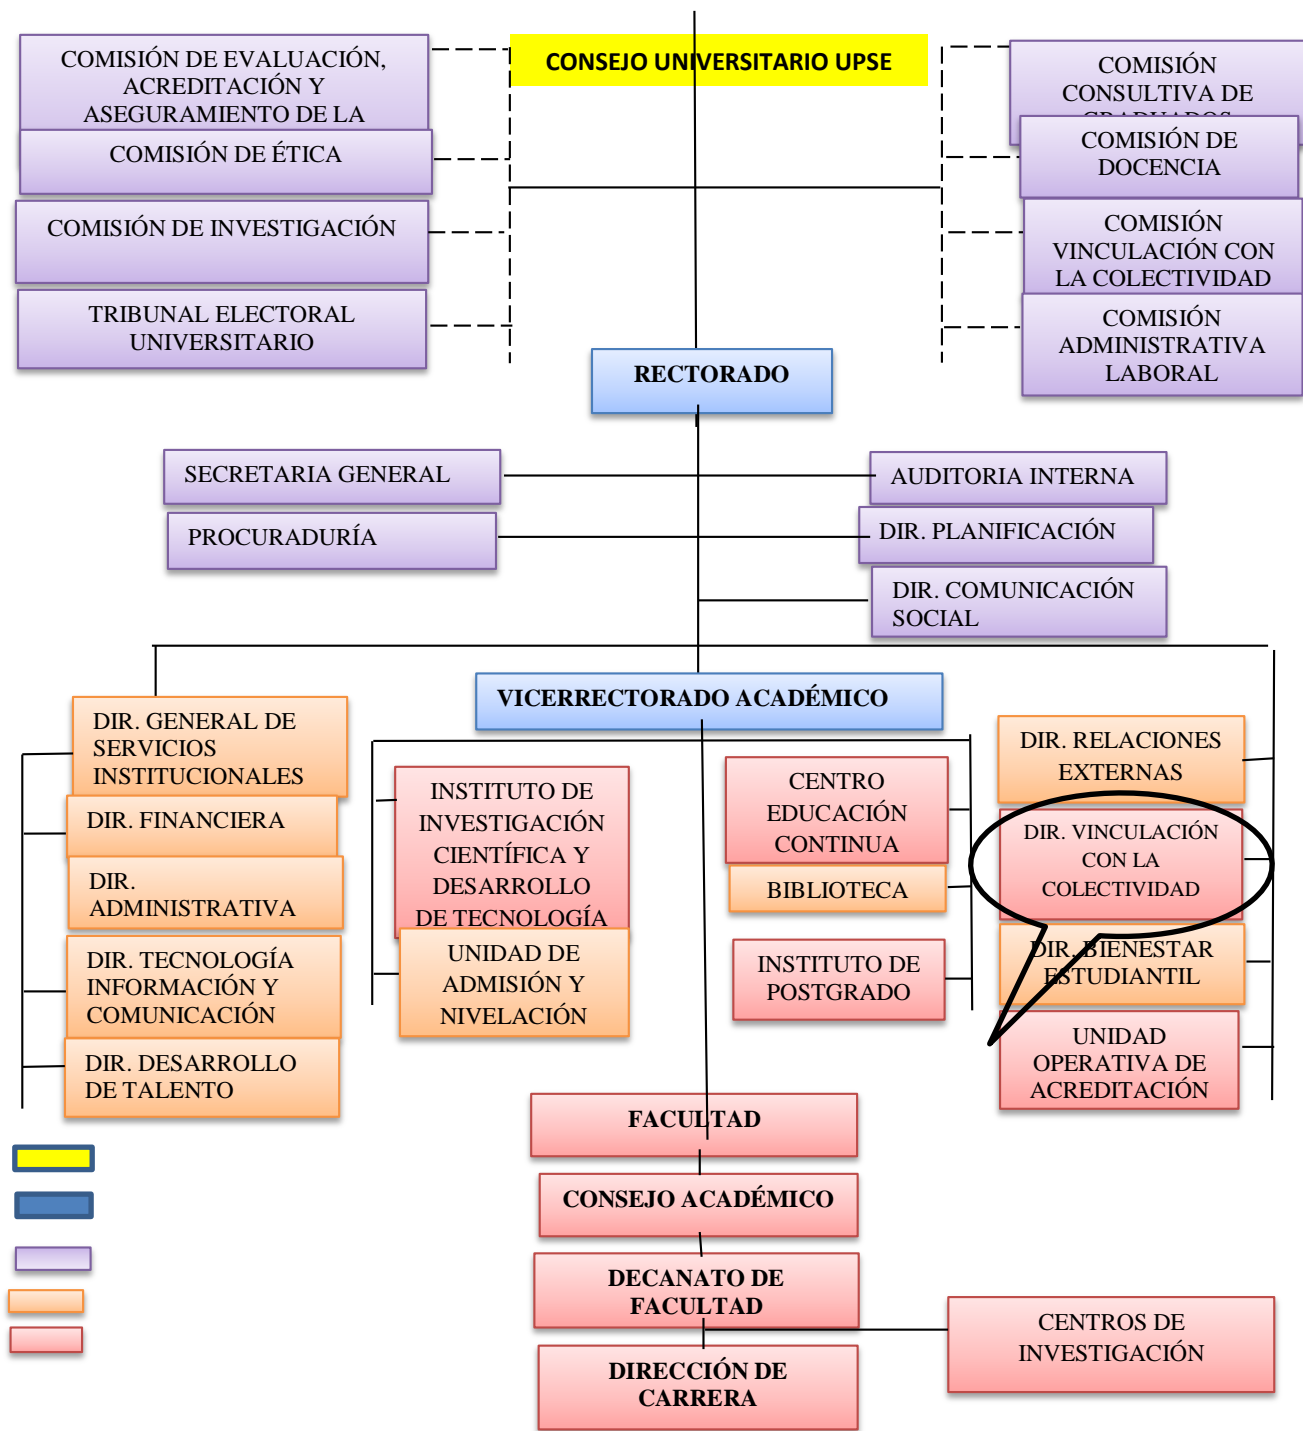 CONSEJO UNIVERSITARIO UPSE
COMISIÓN DE EVALUACIÓN,
ACREDITACIÓN Y
ASEGURAMIENTO DE LA
COMISIÓN DE ÉTICA
COMISIÓN DE INVESTIGACIÓN
TRIBUNAL ELECTORAL
UNIVERSITARIO
COMISIÓN
CONSULTIVA DE
GRADUADOS
COMISIÓN DE
DOCENCIA
COMISIÓN
VINCULACIÓN CON
LA COLECTIVIDAD
COMISIÓN
ADMINISTRATIVA
LABORAL
RECTORADO
SECRETARIA GENERAL
AUDITORIA INTERNA
PROCURADURÍA
DIR. PLANIFICACIÓN
DIR. COMUNICACIÓN
SOCIAL
VICERRECTORADO ACADÉMICO
DIR. GENERAL DE
SERVICIOS
INSTITUCIONALES
DIR. FINANCIERA
DIR.
ADMINISTRATIVA
DIR. TECNOLOGÍA
INFORMACIÓN Y
COMUNICACIÓN
DIR. DESARROLLO
DE TALENTO
INSTITUTO DE
INVESTIGACIÓN
CIENTÍFICA Y
DESARROLLO
DE TECNOLOGÍA
UNIDAD DE
ADMISIÓN Y
NIVELACIÓN
CENTRO
EDUCACIÓN
CONTINUA
BIBLIOTECA
INSTITUTO DE
POSTGRADO
DIR. RELACIONES
EXTERNAS
DIR. VINCULACIÓN
CON LA
COLECTIVIDAD
DIR. BIENESTAR
ESTUDIANTIL
UNIDAD
OPERATIVA DE
ACREDITACIÓN
FACULTAD
CONSEJO ACADÉMICO
DECANATO DE
FACULTAD
DIRECCIÓN DE
CARRERA
CENTROS DE
INVESTIGACIÓN